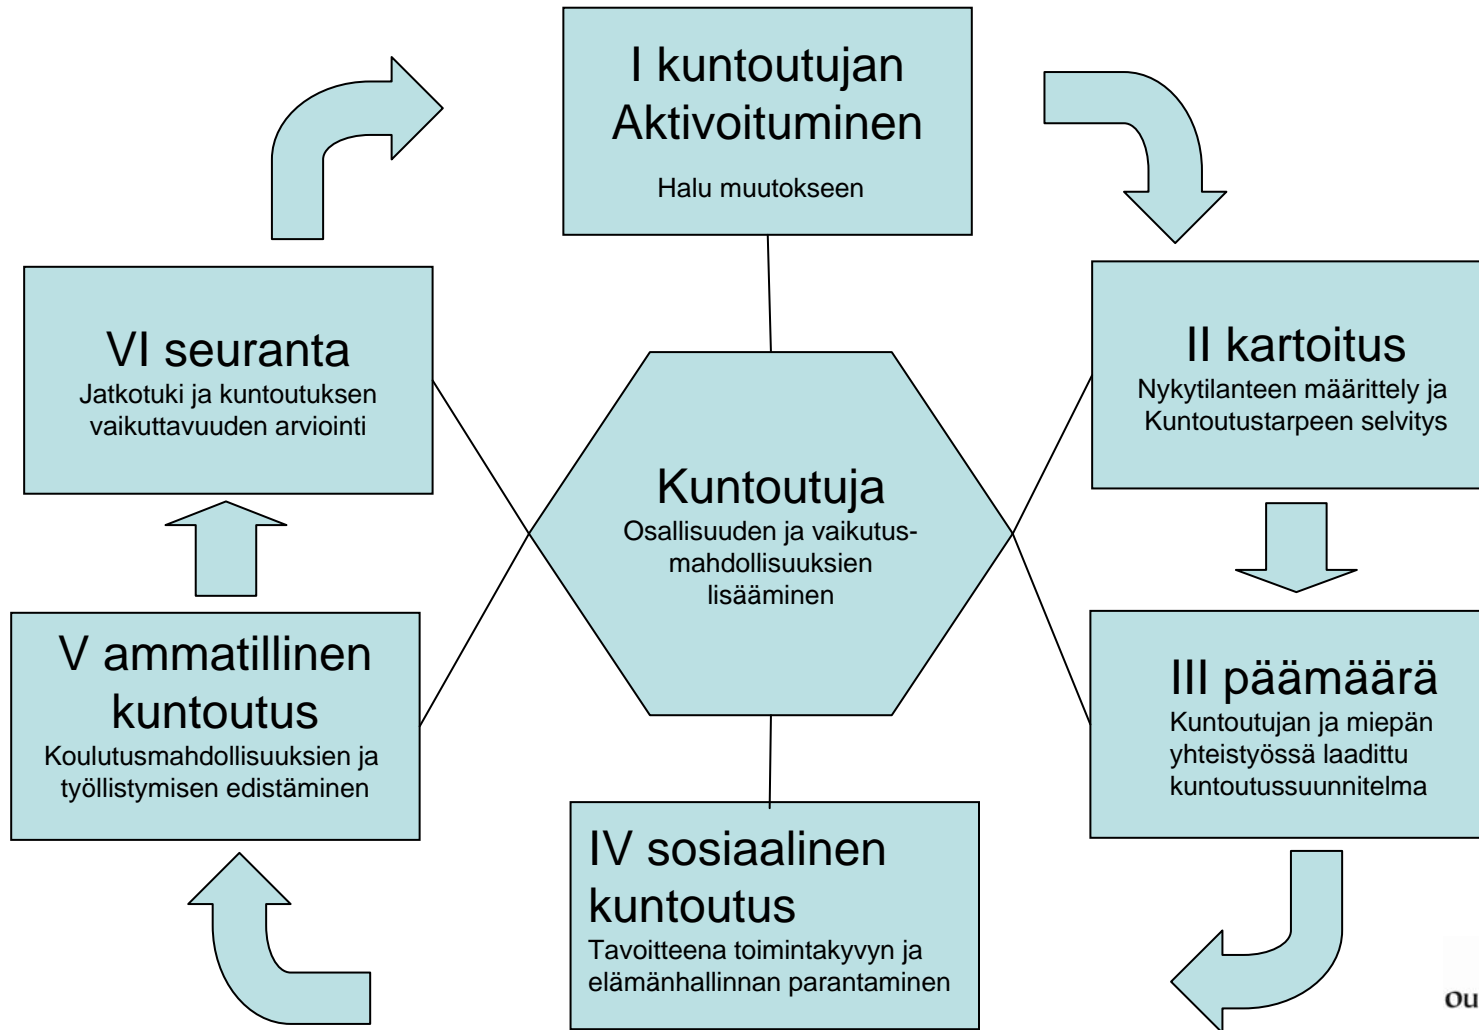 I kuntoutujan
Aktivoituminen
Halu muutokseen
II kartoitus
Nykytilanteen määrittely ja
Kuntoutustarpeen selvitys
III päämäärä
Kuntoutujan ja miepän
yhteistyössä laadittu
kuntoutussuunnitelma
IV sosiaalinen
kuntoutus
Tavoitteena toimintakyvyn ja
elämänhallinnan parantaminen
V ammatillinen
kuntoutus
Koulutusmahdollisuuksien ja
työllistymisen edistäminen
VI seuranta
Jatkotuki ja kuntoutuksen
vaikuttavuuden arviointi
Kuntoutuja
Osallisuuden ja vaikutus-
mahdollisuuksien
lisääminen